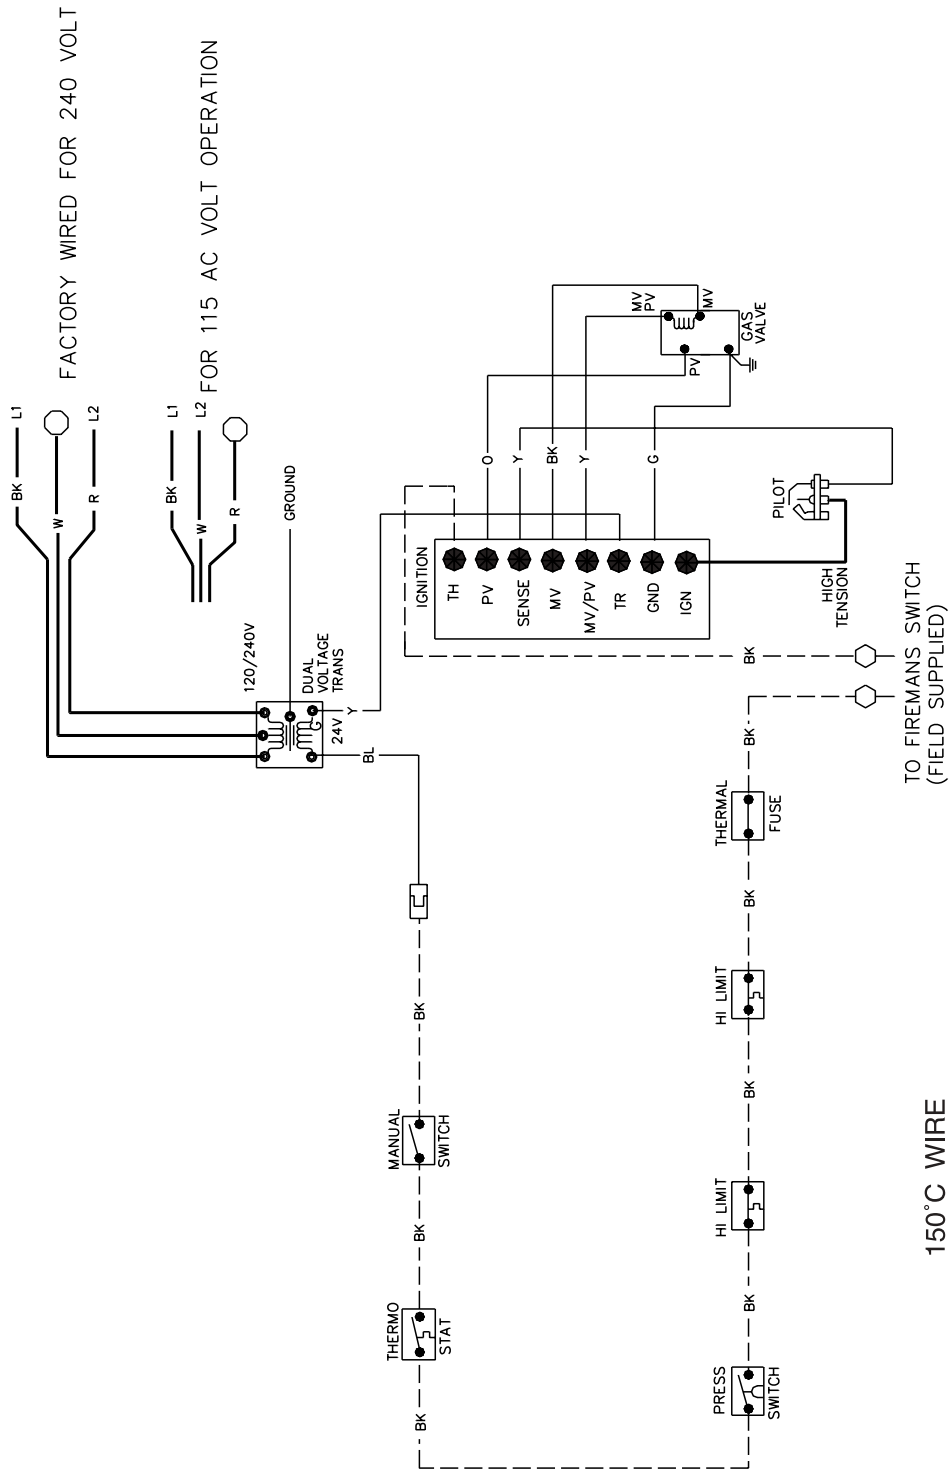 FACTORY WIRED FOR 240 VOLT
L1
BK
W
L2
R
FOR 115 AC VOLT OPERATION
L1
BK
L2
W
R
GROUND
120/240V
DUAL
VOLTAGE
TRANS
G
24V
Y
BL
IGNITION
TH
PV
SENSE
MV
MV/PV
TR
GND
IGN
O
Y
BK
Y
G
MV
PV
MV
PV
GAS
VALVE
PILOT
HIGH
TENSION
BK
TO FIREMANS SWITCH
(FIELD SUPPLIED)
BK
THERMAL
FUSE
BK
HI LIMIT
BK
HI LIMIT
BK
PRESS
SWITCH
BK
MANUAL
SWITCH
BK
THERMO
STAT
BK
150°C WIRE